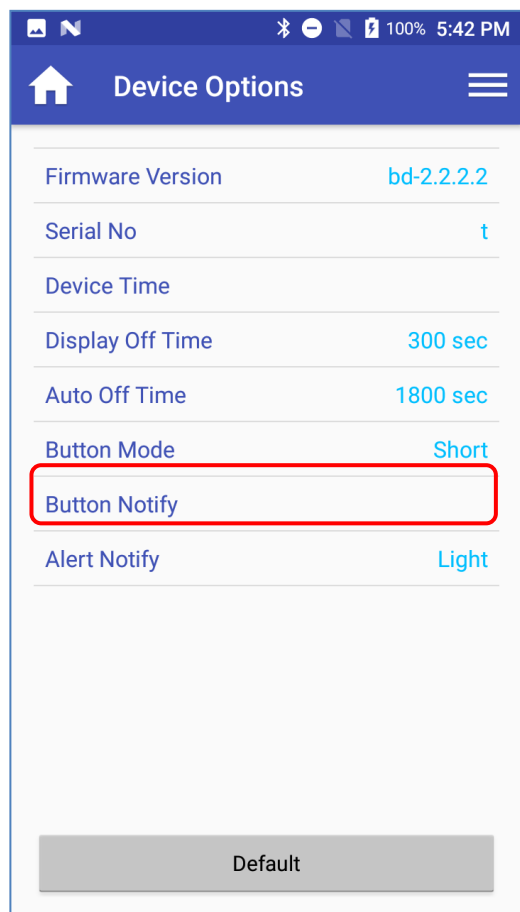 100% 5:42 PM
Device Options
Firmware Version bd-2.2.2.2
Serial No t
Device Time
Display Off Time 300 sec
Auto Off Time 1800 sec
Button Mode Short
Button Notify
Alert Notify Light
Default